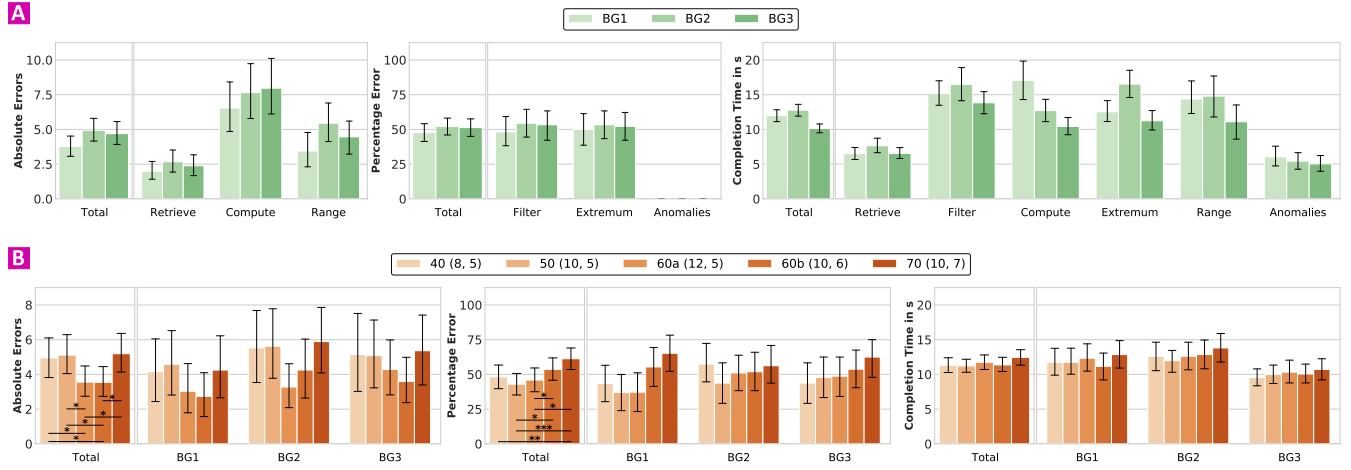 A
BG1 BG2 BG3
Absolute Errors
10.0
7.5
5.0
2.5
0.0
Total Retrieve Compute Range
Percentage Error
100
75
50
25
0
Total Filter Extremum Anomalies
Completion Time in s
20
15
10
5
0
Total Retrieve Filter Compute Extremum Range Anomalies
B
40 (8, 5) 50 (10, 5) 60a (12, 5) 60b (10, 6) 70 (10, 7)
Absolute Errors
8
6
4
2
0
*
*
*
*
*
*
Total BG1 BG2 BG3
Percentage Error
100
75
50
25
0
*
*
*
***
**
Total BG1 BG2 BG3
Completion Time in s
20
15
10
5
0
Total BG1 BG2 BG3